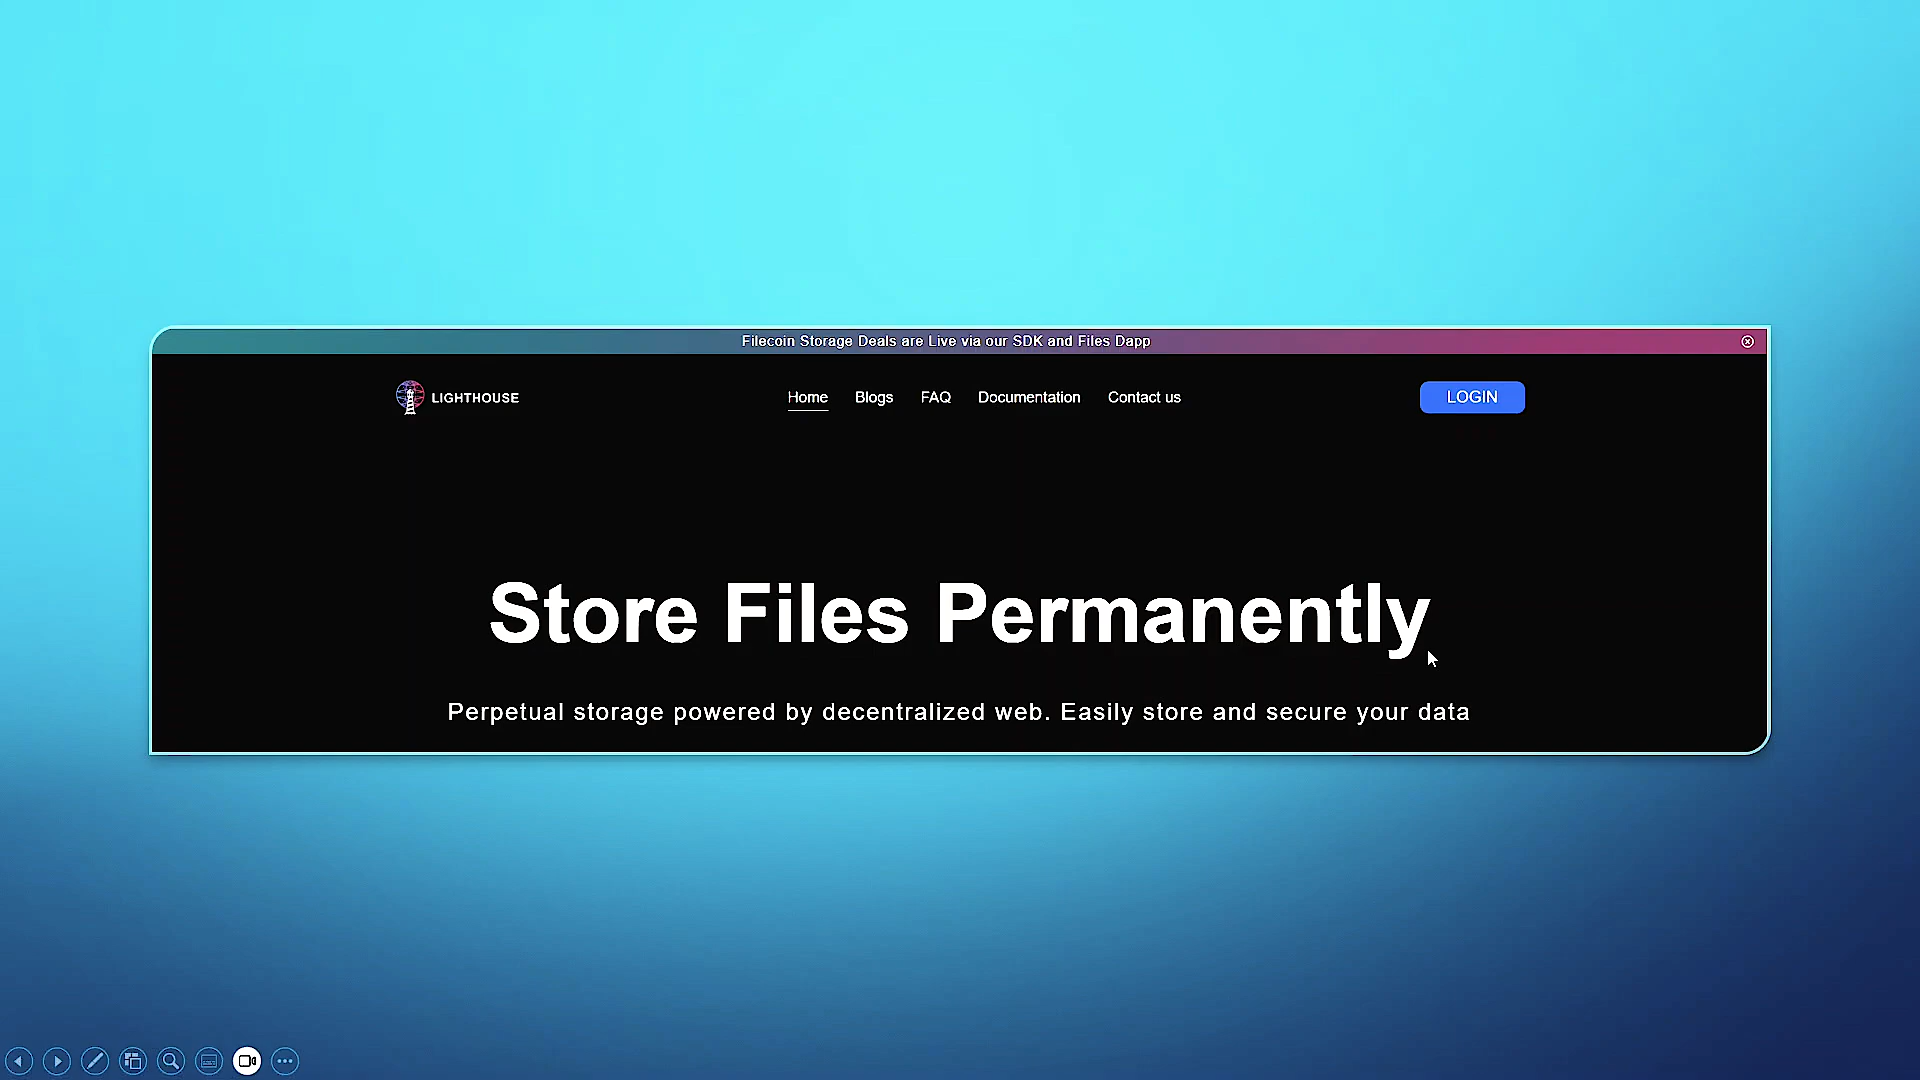 Filecoin Storage Deals are Live via our SDK and Files Dapp
LIGHTHOUSE
Home Blogs FAQ Documentation Contact us
LOGIN
Store Files Permanently
Perpetual storage powered by decentralized web. Easily store and secure your data